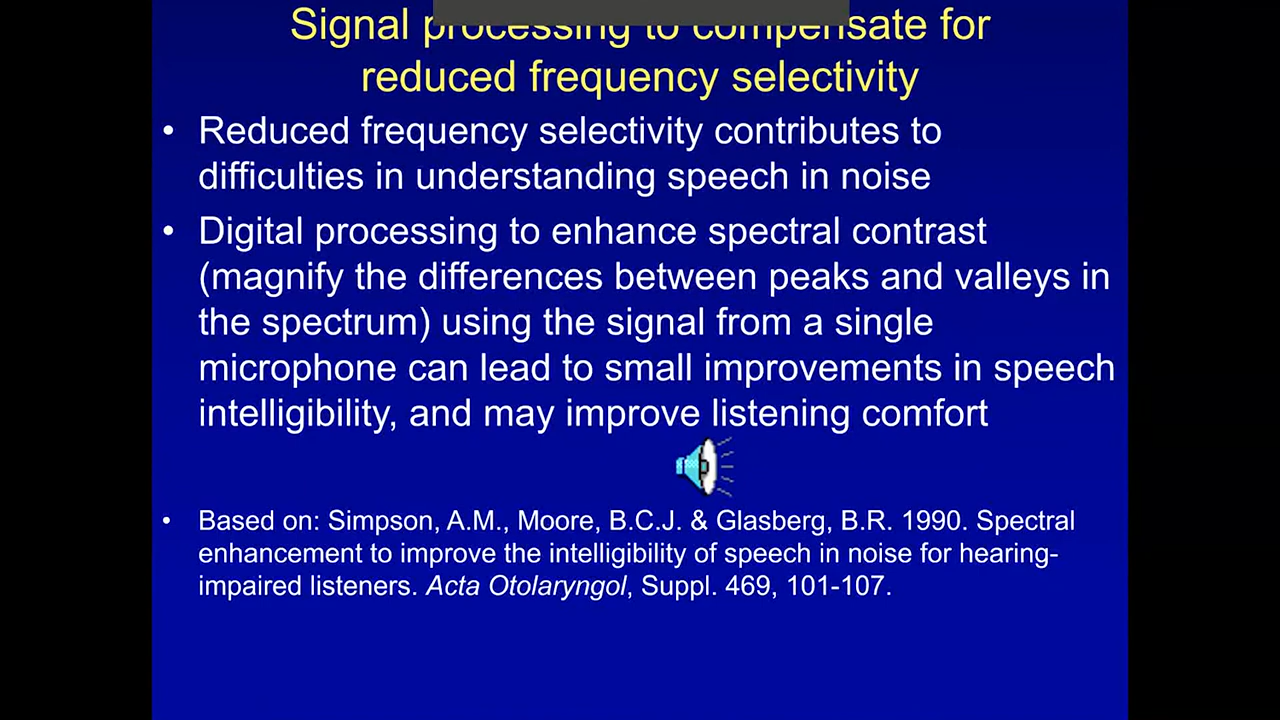 Signal processing to compensate for
reduced frequency selectivity
• Reduced frequency selectivity contributes to
difficulties in understanding speech in noise
• Digital processing to enhance spectral contrast
(magnify the differences between peaks and valleys in
the spectrum) using the signal from a single
microphone can lead to small improvements in speech
intelligibility, and may improve listening comfort
• Based on: Simpson, A.M., Moore, B.C.J. & Glasberg, B.R. 1990. Spectral
enhancement to improve the intelligibility of speech in noise for hearing-
impaired listeners. Acta Otolaryngol, Suppl. 469, 101-107.